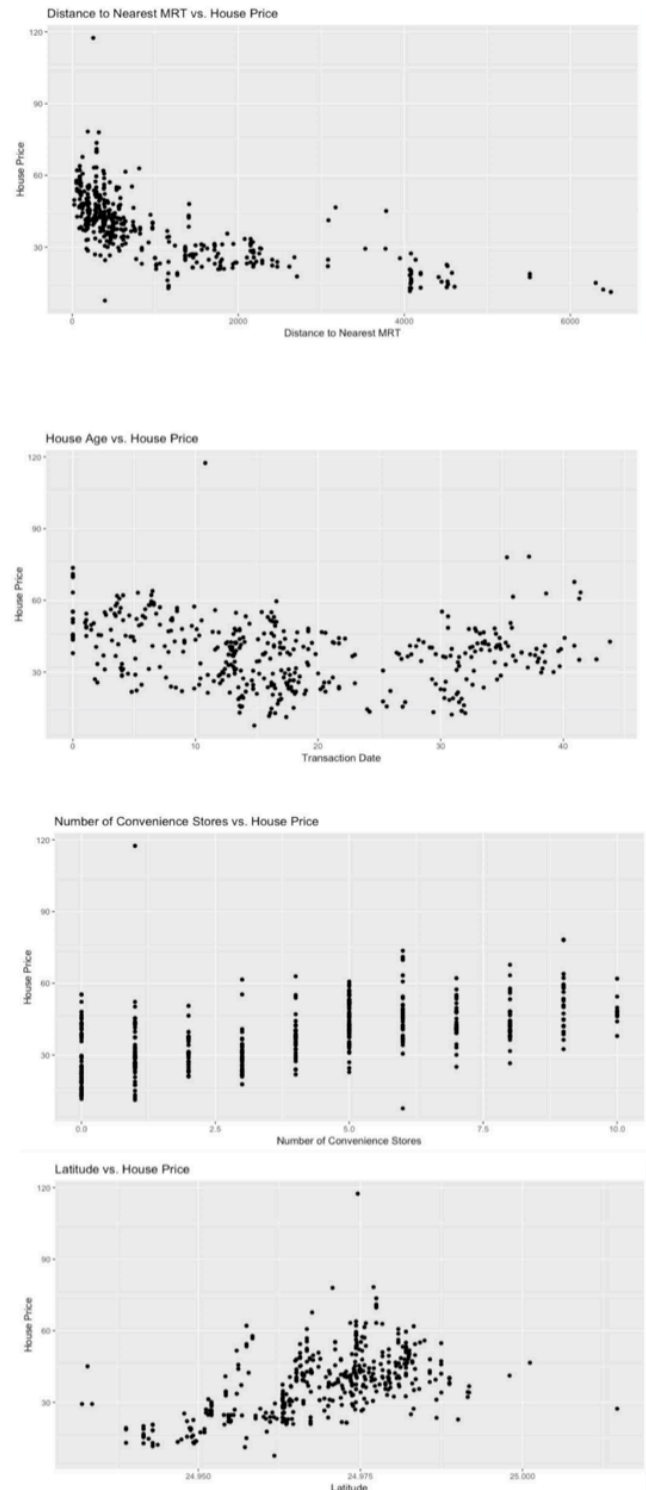 Distance to Nearest MRT vs. House Price
120
90
60
30
House Price
0 2000 4000 6000
Distance to Nearest MRT
House Age vs. House Price
120
90
60
30
House Price
0 10 20 30 40
Transaction Date
Number of Convenience Stores vs. House Price
120
90
60
30
House Price
0.0 2.5 5.0 7.5 10.0
Number of Convenience Stores
Latitude vs. House Price
120
90
60
30
House Price
24.950 24.975 25.000
Latitude